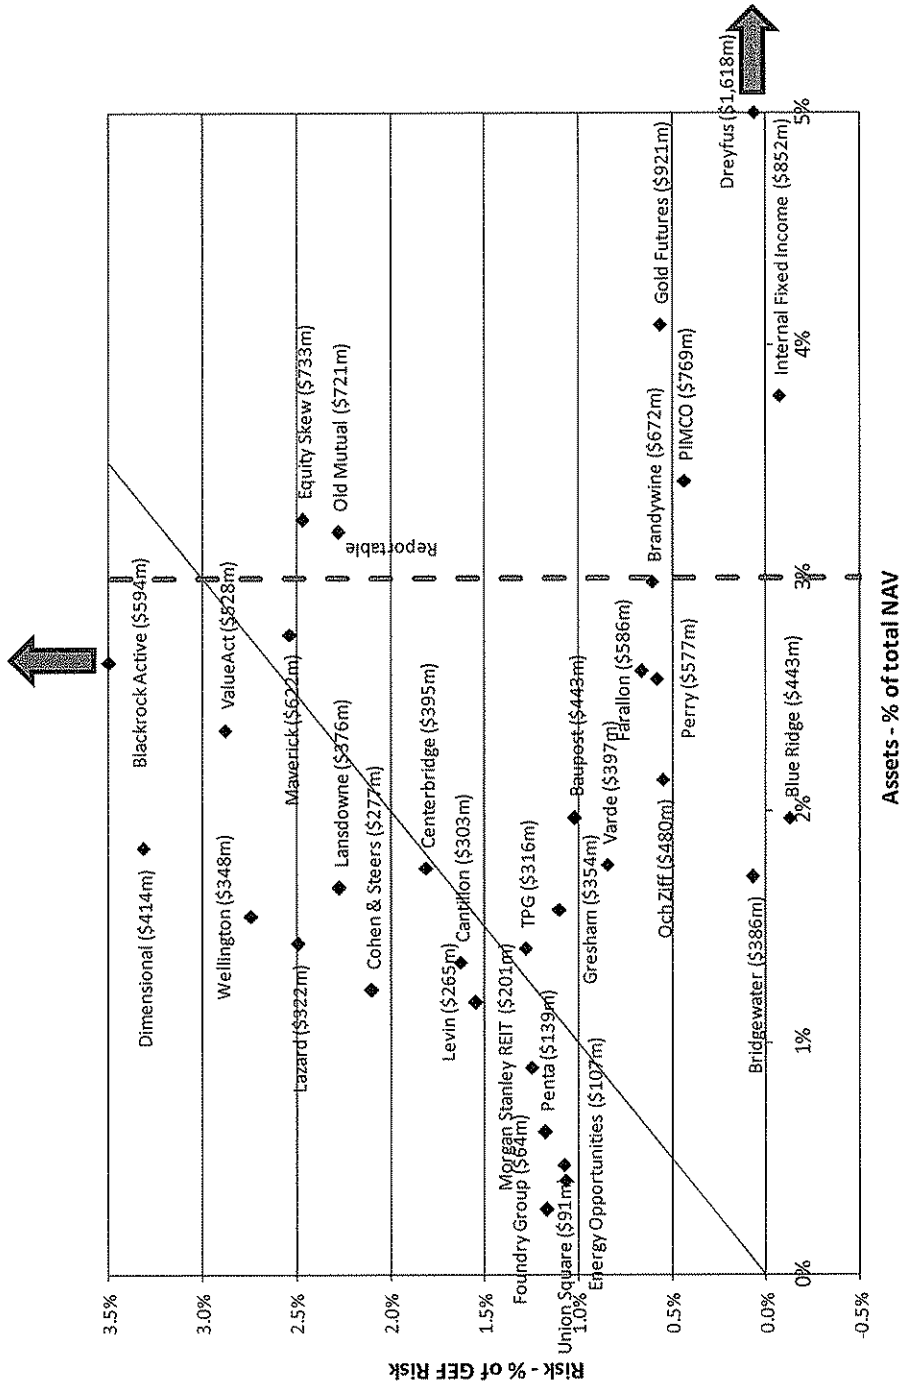 3.5%
3.0%
2.5%
2.0%
1.5%
1.0%
0.5%
0.0%
-0.5%
Risk - % of GEF Risk
0%
1%
2%
3%
4%
5%
Assets - % of total NAV
Reportable
Blackrock Active ($594m)
Dimensional ($414m)
ValueAct ($528m)
Wellington ($348m)
Maverick ($622m)
Lazard ($322m)
Equity Skew ($733m)
Old Mutual ($721m)
Lansdowne ($376m)
Cohen & Steers ($277m)
Centerbridge ($395m)
Cantillon ($303m)
Levin ($265m)
TPG ($316m)
Morgan Stanley REIT ($201m)
Penta ($139m)
Foundry Group ($64m)
Union Square ($91m)
Energy Opportunities ($107m)
Gresham ($354m)
Baupost ($443m)
Varde ($397m)
Farallon ($586m)
Perry ($577m)
Och Ziff ($480m)
Brandywine ($672m)
PIMCO ($769m)
Gold Futures ($921m)
Dreyfus ($1,618m)
Internal Fixed Income ($852m)
Bridgewater ($386m)
Blue Ridge ($443m)